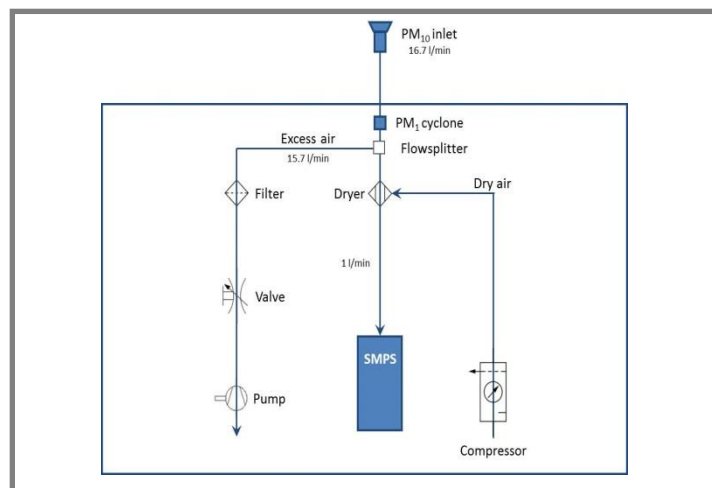 PM₁₀ inlet
16.7 l/min
PM₁ cyclone
Excess air
15.7 l/min
Flowsplitter
Dry air
Filter
Dryer
1 l/min
Valve
SMPS
Pump
Compressor